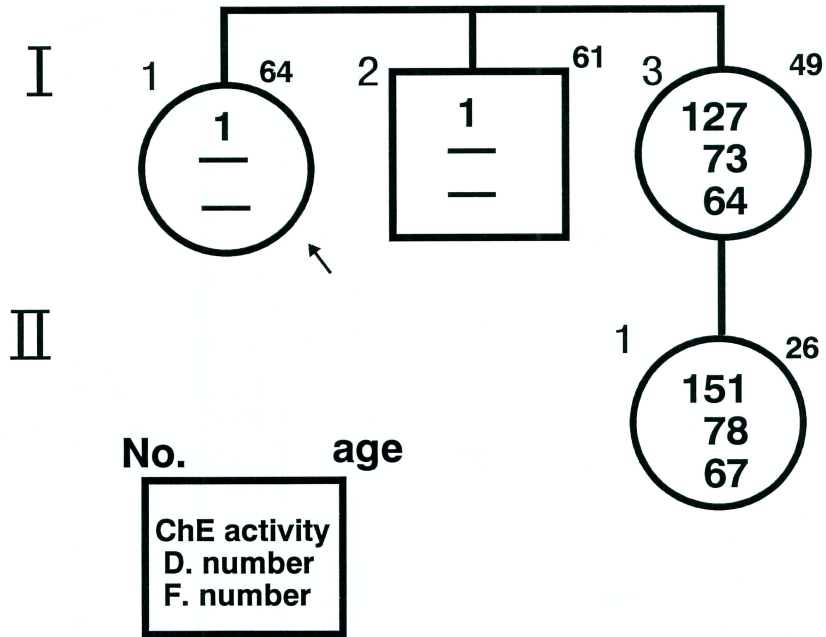 I
1 64
1
—
—
2 61
1
—
—
3 49
127
73
64
II
1 26
151
78
67
No. age
ChE activity
D. number
F. number